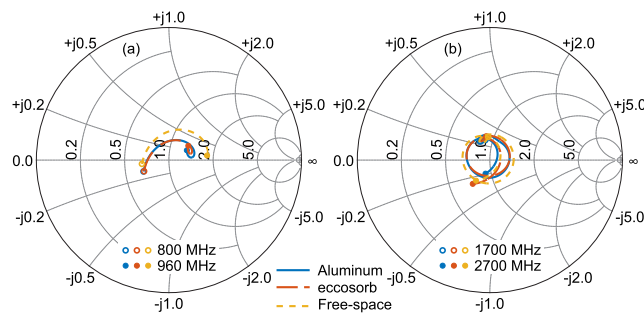 +j1.0 +j1.0
+j0.5 (a) +j2.0 +j0.5 (b) +j2.0
+j0.2 +j5.0 +j0.2 +j5.0
0.0 0.2 0.5 1.0 2.0 5.0 ∞ 0.0 0.2 0.5 1.0 2.0 5.0 ∞
-j0.2 -j5.0 -j0.2 -j5.0
800 MHz 1700 MHz
960 MHz 2700 MHz
-j0.5 -j2.0 -j0.5 -j2.0
-j1.0 -j1.0
Aluminum
eccosorb
Free-space